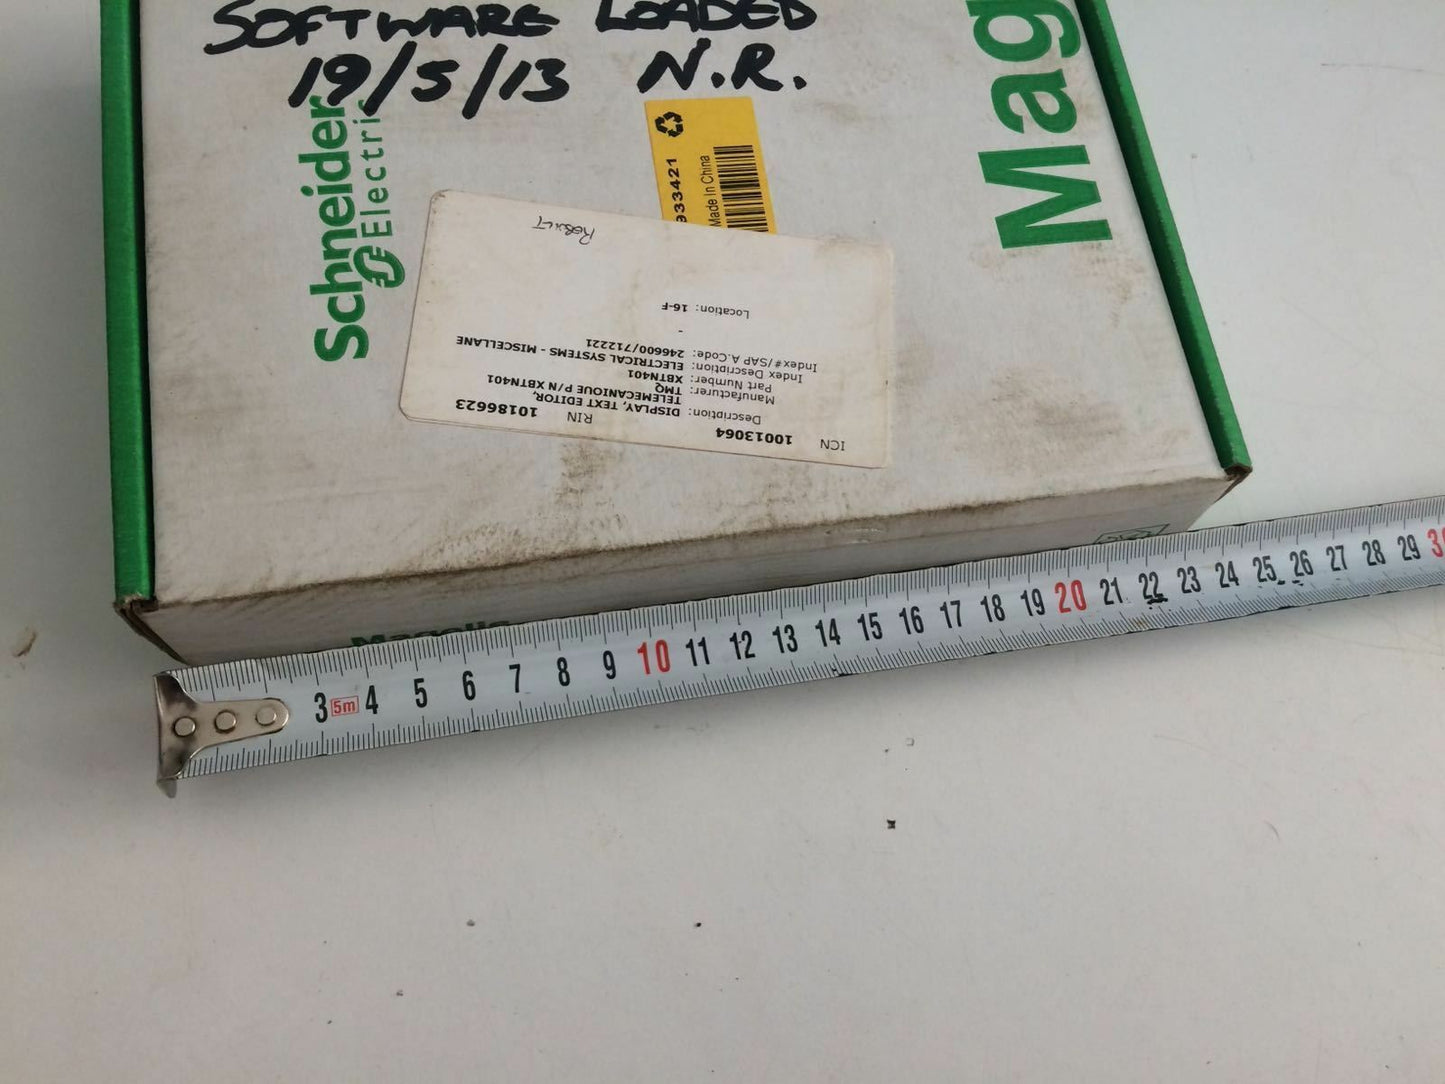 SOFTWARE LOADED
19/5/13 N.R.
Schneider
Electric
933421
Made In China
Mag
ICN 10013064 RIN 10186623
Description: DISPLAY, TEXT EDITOR,
TELEMECANIQUE P/N XBTN401
Manufacturer: TMQ
Part Number: XBTN401
Index Description: ELECTRICAL SYSTEMS - MISCELLANE
Index#/SAP A.Code: 246600/712221
-
Location: 16-F
Magelis
3 5m 4 5 6 7 8 9 10 11 12 13 14 15 16 17 18 19 20 21 22 23 24 25 26 27 28 29 30